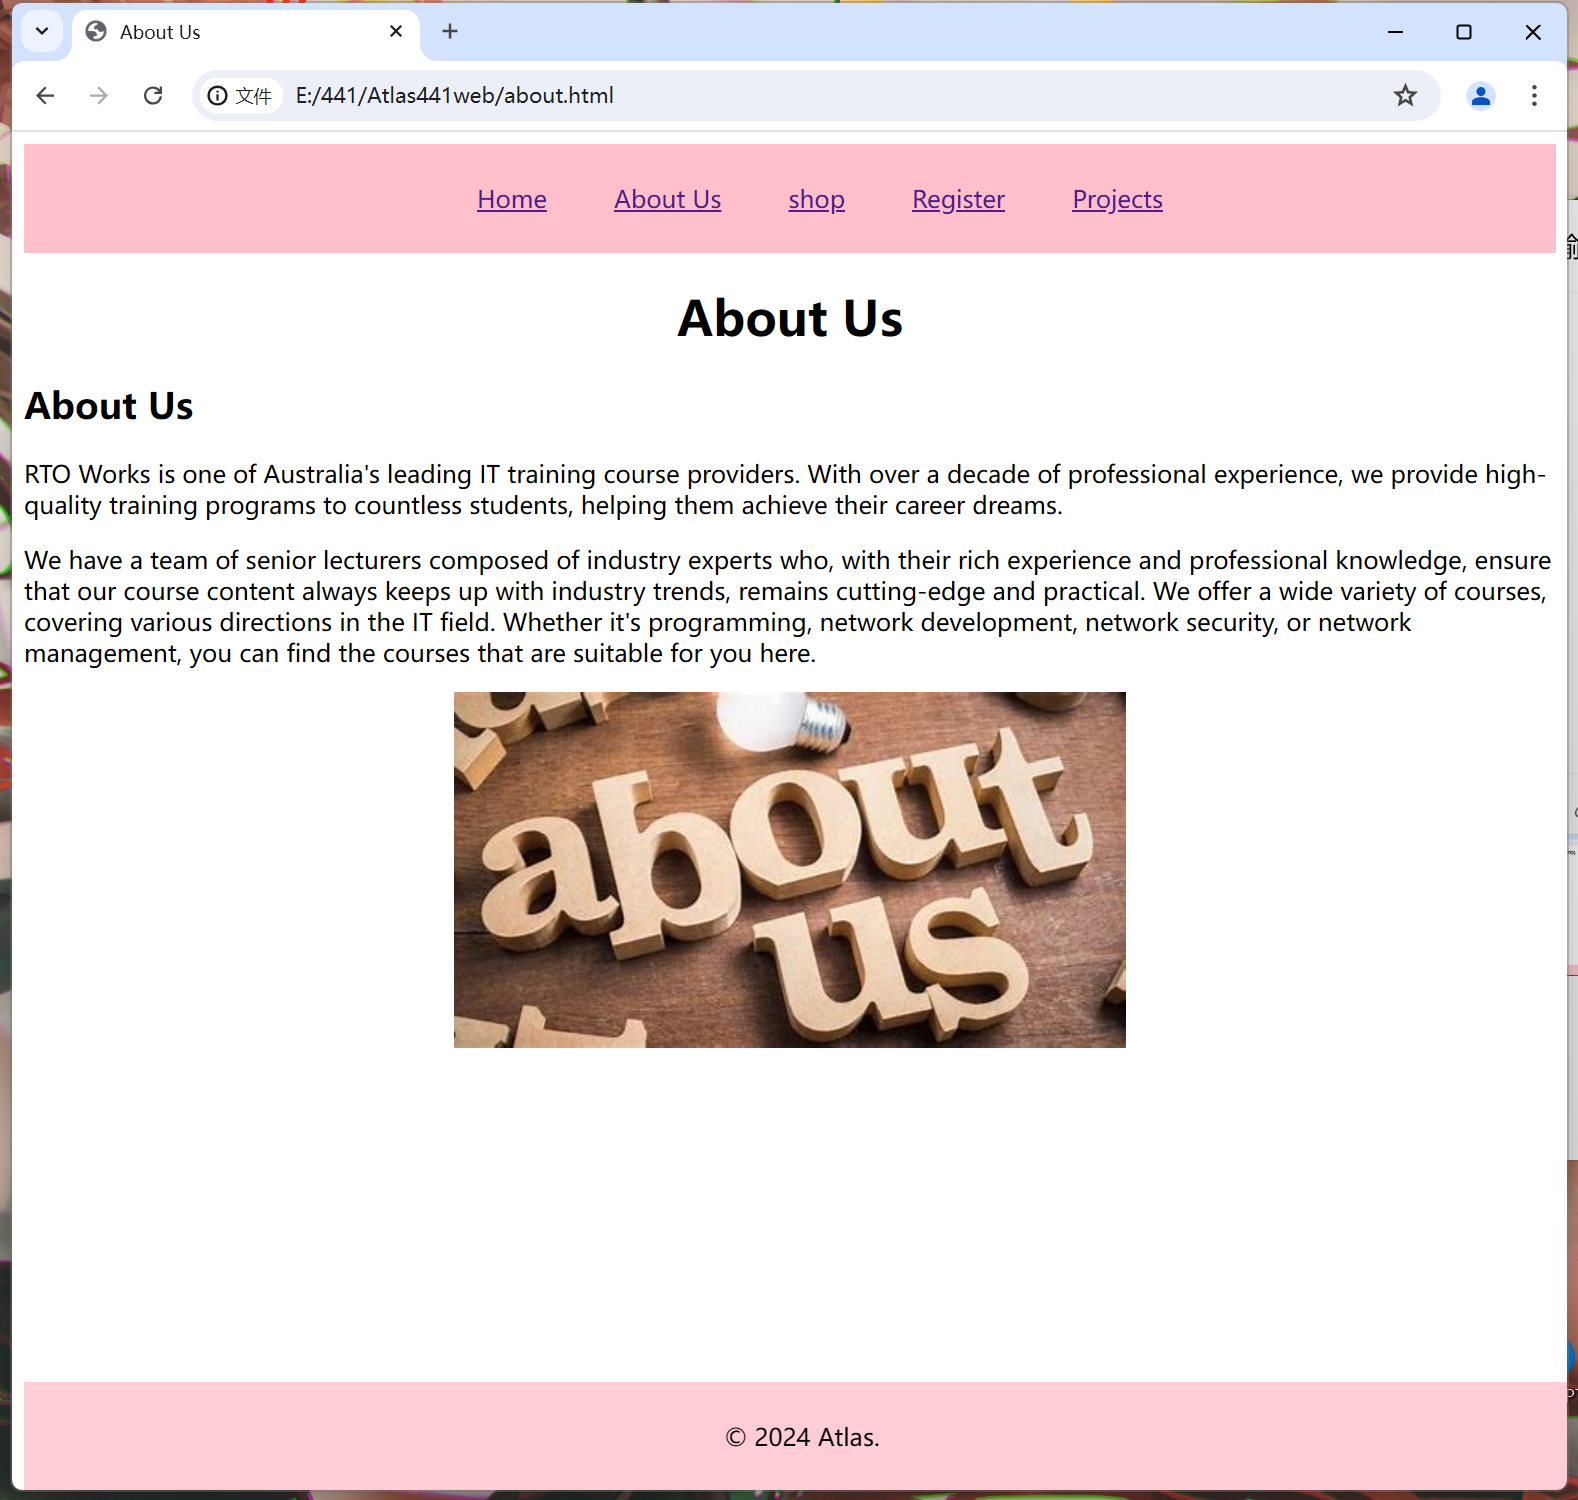 About Us
文件 E:/441/Atlas441web/about.html
Home About Us shop Register Projects
About Us
About Us
RTO Works is one of Australia's leading IT training course providers. With over a decade of professional experience, we provide high-
quality training programs to countless students, helping them achieve their career dreams.
We have a team of senior lecturers composed of industry experts who, with their rich experience and professional knowledge, ensure
that our course content always keeps up with industry trends, remains cutting-edge and practical. We offer a wide variety of courses,
covering various directions in the IT field. Whether it's programming, network development, network security, or network
management, you can find the courses that are suitable for you here.
about
us
© 2024 Atlas.